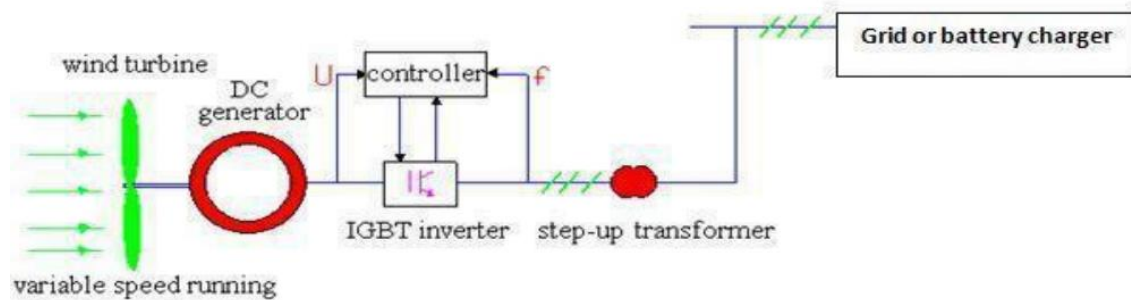 Grid or battery charger
wind turbine
U
controller
f
DC
generator
IGBT inverter
step-up transformer
variable speed running